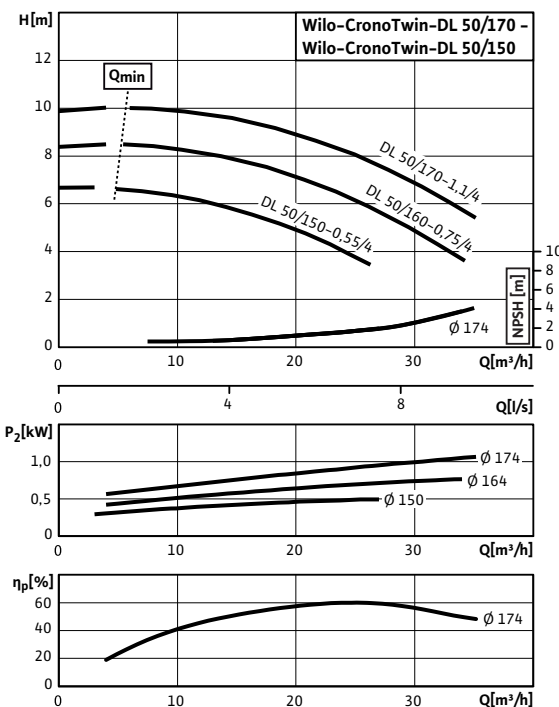 H[m]
Wilo-CronoTwin-DL 50/170 –
Wilo-CronoTwin-DL 50/150
12
Qmin
10
8
6
4
2
0
DL 50/170-1,1/4
DL 50/160-0,75/4
DL 50/150-0,55/4
10
8
6
4
2
0
NPSH [m]
Ø 174
0 10 20 30 Q[m³/h]
0 4 8 Q[l/s]
P₂[kW]
1,0
0,5
0
Ø 174
Ø 164
Ø 150
0 10 20 30 Q[m³/h]
ηp[%]
60
40
20
0
Ø 174
0 10 20 30 Q[m³/h]